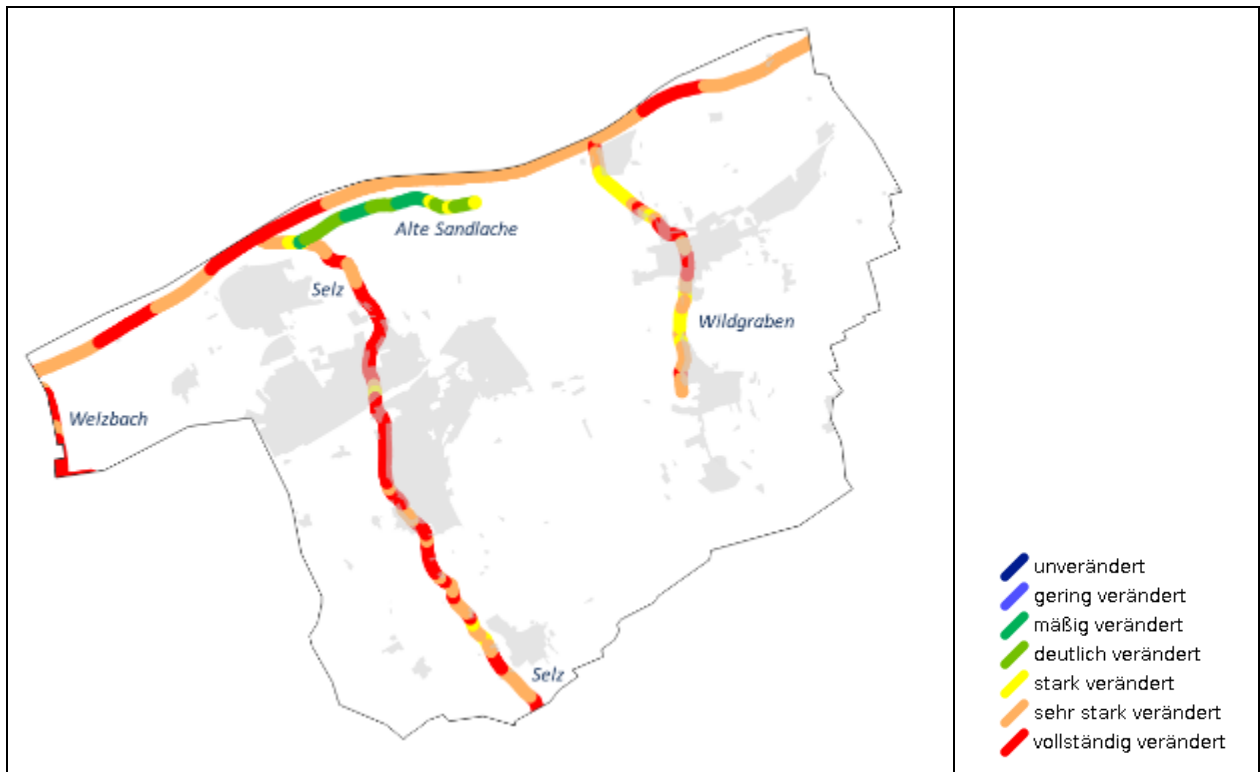 Alte Sandlache
Selz
Wildgraben
Welzbach
Selz
unverändert
gering verändert
mäßig verändert
deutlich verändert
stark verändert
sehr stark verändert
vollständig verändert